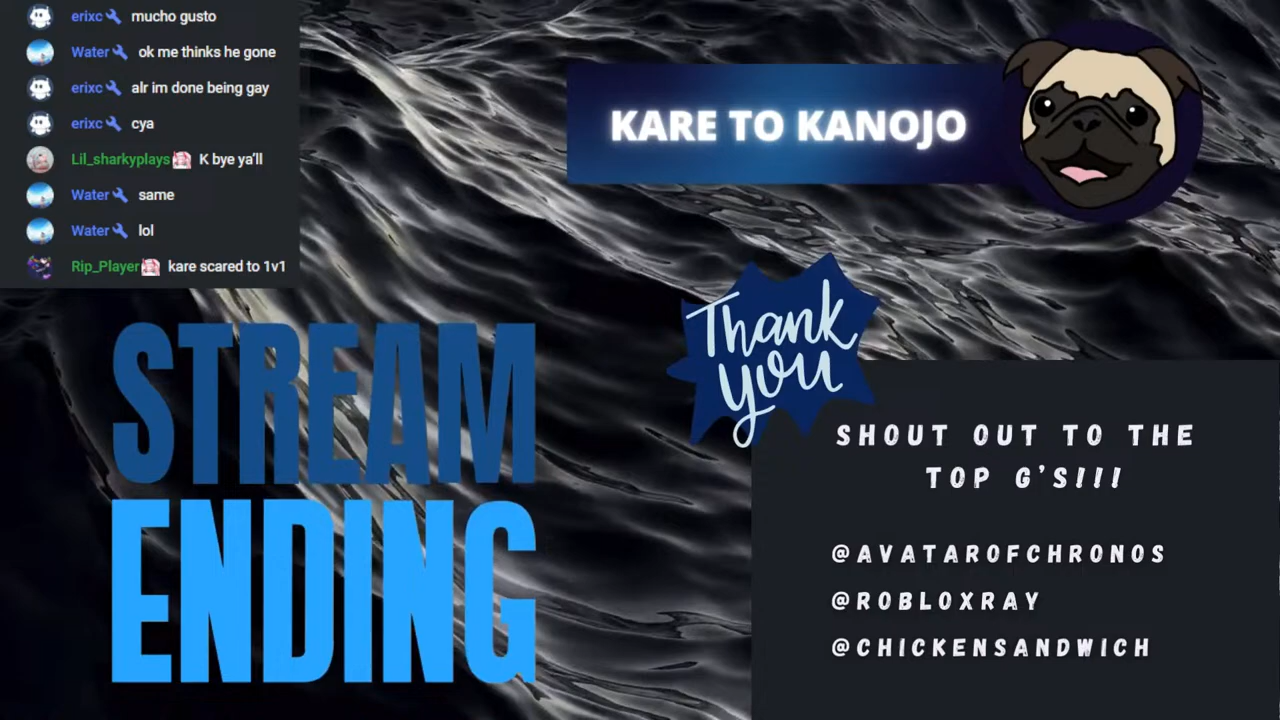 erixc mucho gusto
Water ok me thinks he gone
erixc alr im done being gay
erixc cya
Lil_sharkyplays K bye ya'll
Water same
Water lol
Rip_Player kare scared to 1v1
KARE TO KANOJO
Thank
you
STREAM
ENDING
SHOUT OUT TO THE
TOP G'S!!!
@AVATAROFCHRONOS
@ROBLOXRAY
@CHICKENSANDWICH